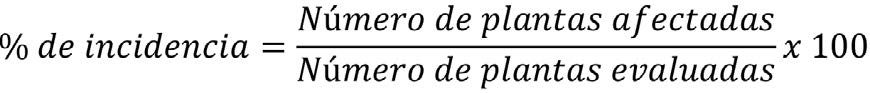 % de incidencia = Número de plantas afectadas / Número de plantas evaluadas x 100